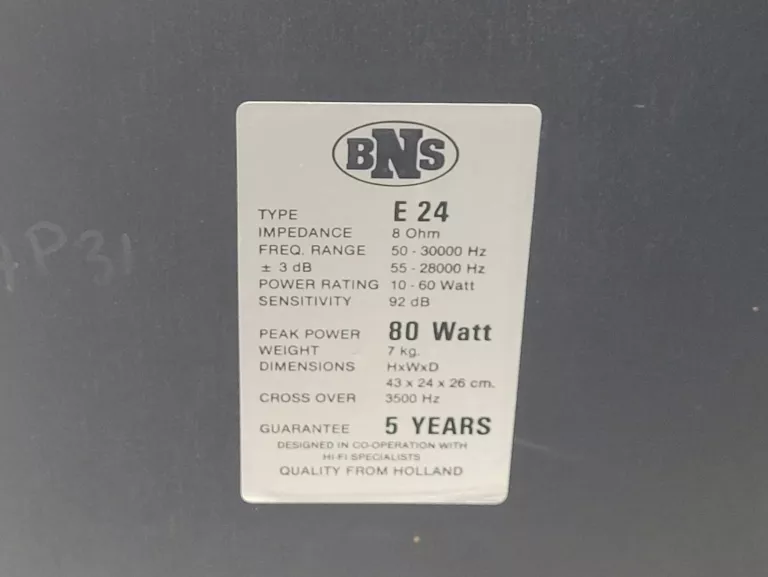 BNS
TYPE E 24
IMPEDANCE 8 Ohm
FREQ. RANGE 50 - 30000 Hz
± 3 dB 55 - 28000 Hz
POWER RATING 10 - 60 Watt
SENSITIVITY 92 dB
PEAK POWER 80 Watt
WEIGHT 7 kg.
DIMENSIONS HxWxD
43 x 24 x 26 cm.
CROSS OVER 3500 Hz
GUARANTEE 5 YEARS
DESIGNED IN CO-OPERATION WITH
HI-FI SPECIALISTS
QUALITY FROM HOLLAND